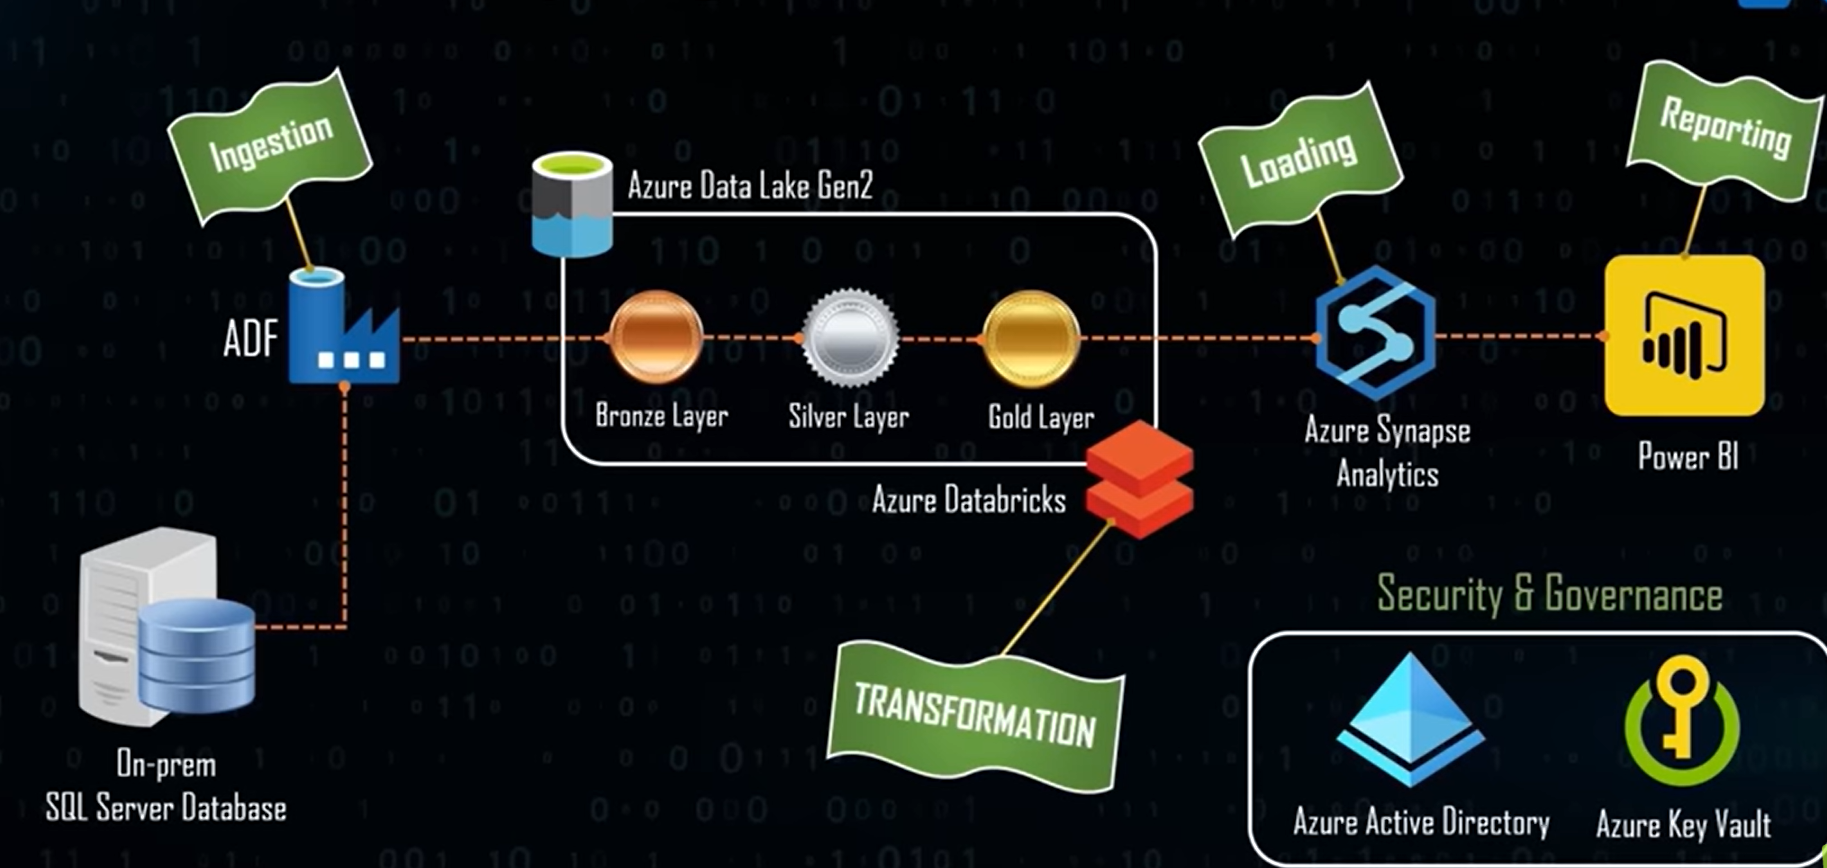 Ingestion
Loading
Reporting
Azure Data Lake Gen2
ADF
Bronze Layer
Silver Layer
Gold Layer
Azure Synapse
Analytics
Power BI
Azure Databricks
TRANSFORMATION
On-prem
SQL Server Database
Security & Governance
Azure Active Directory
Azure Key Vault